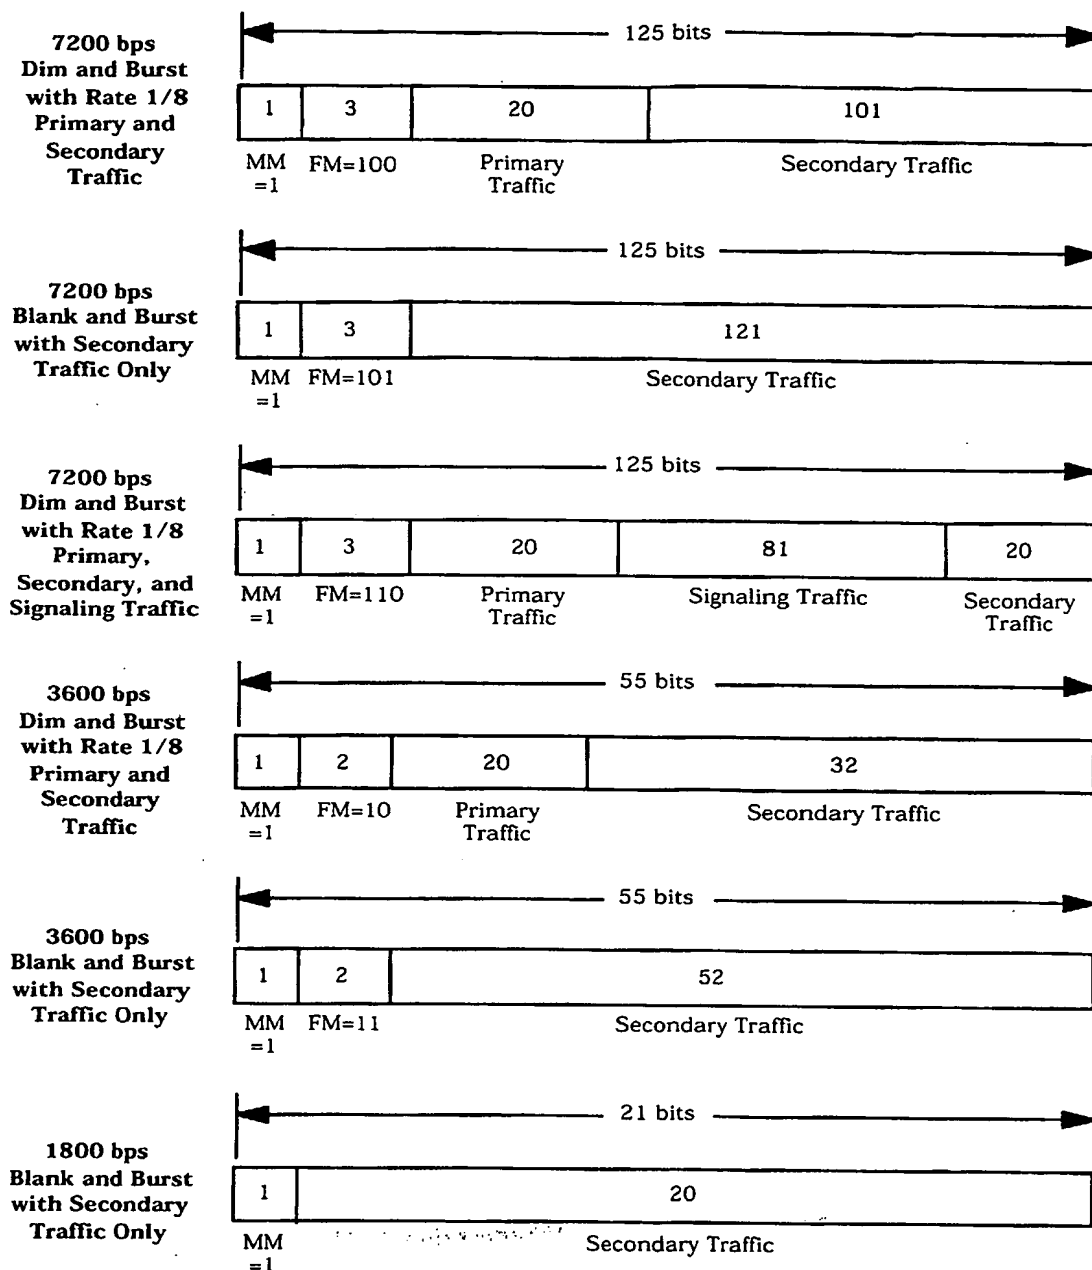 7200 bps
Dim and Burst
with Rate 1/8
Primary and
Secondary
Traffic
125 bits
1
3
20
101
MM
=1
FM=100
Primary
Traffic
Secondary Traffic
7200 bps
Blank and Burst
with Secondary
Traffic Only
125 bits
1
3
121
MM
=1
FM=101
Secondary Traffic
7200 bps
Dim and Burst
with Rate 1/8
Primary,
Secondary, and
Signaling Traffic
125 bits
1
3
20
81
20
MM
=1
FM=110
Primary
Traffic
Signaling Traffic
Secondary
Traffic
3600 bps
Dim and Burst
with Rate 1/8
Primary and
Secondary
Traffic
55 bits
1
2
20
32
MM
=1
FM=10
Primary
Traffic
Secondary Traffic
3600 bps
Blank and Burst
with Secondary
Traffic Only
55 bits
1
2
52
MM
=1
FM=11
Secondary Traffic
1800 bps
Blank and Burst
with Secondary
Traffic Only
21 bits
1
20
MM
=1
Secondary Traffic